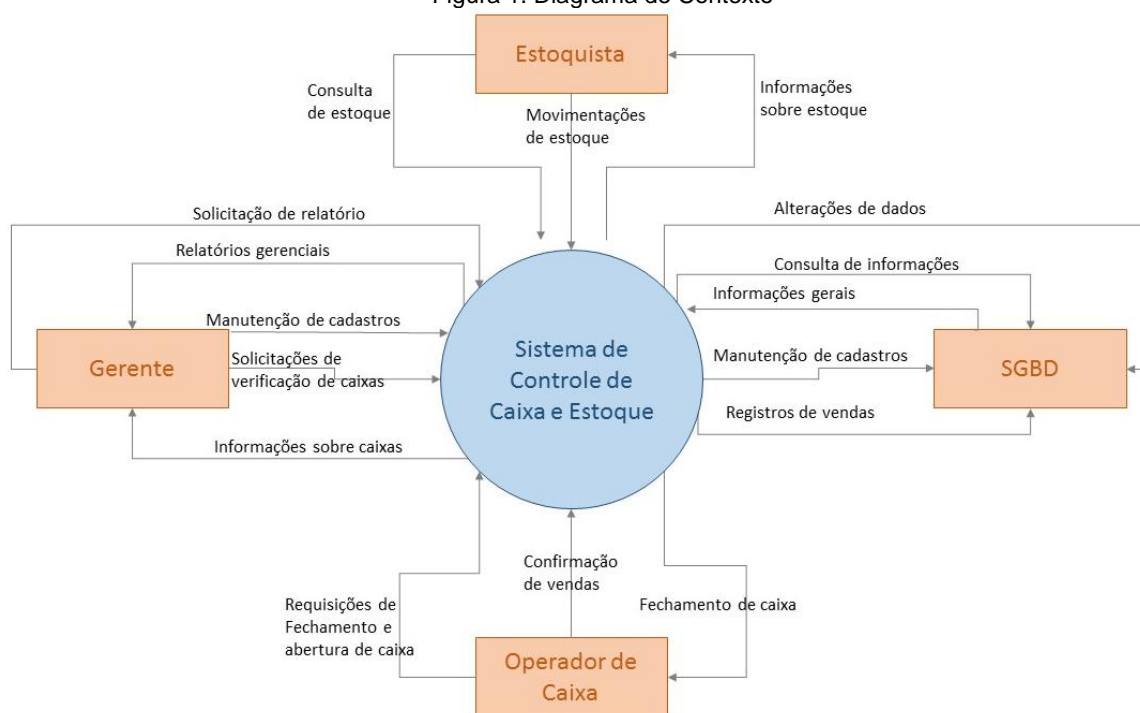 Figura 1: Diagrama de Contexto
Estoquista
Consulta
de estoque
Movimentações
de estoque
Informações
sobre estoque
Solicitação de relatório
Alterações de dados
Relatórios gerenciais
Consulta de informações
Informações gerais
Manutenção de cadastros
Gerente
Solicitações de
verificação de caixas
Sistema de
Controle de
Caixa e Estoque
Manutenção de cadastros
SGBD
Registros de vendas
Informações sobre caixas
Confirmação
de vendas
Requisições de
Fechamento e
abertura de caixa
Fechamento de caixa
Operador de
Caixa